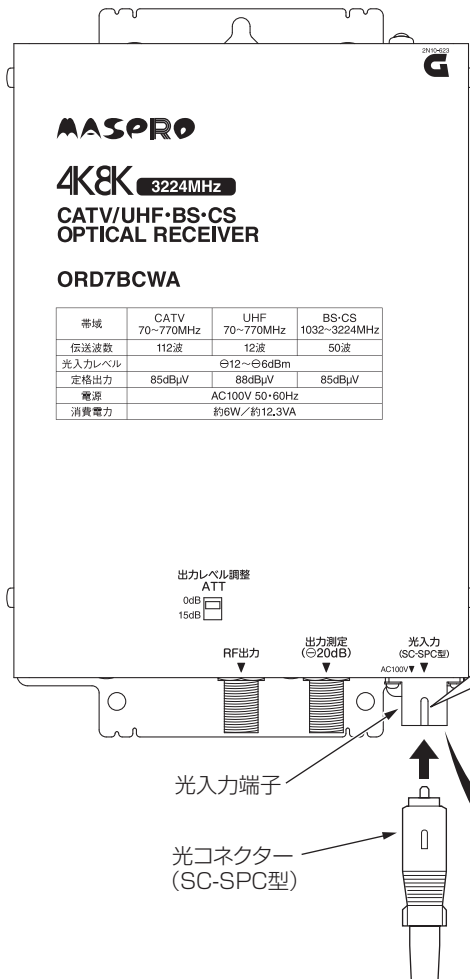 2N10-623
G
MASPRO
4K8K 3224MHz
CATV/UHF･BS･CS
OPTICAL RECEIVER
ORD7BCWA
帯域 CATV 70~770MHz UHF 70~770MHz BS･CS 1032~3224MHz
伝送波数 112波 12波 50波
光入力レベル ⊖12~⊖6dBm
定格出力 85dBμV 88dBμV 85dBμV
電源 AC100V 50･60Hz
消費電力 約6W/約12.3VA
出力レベル調整
ATT
0dB
15dB
RF出力
出力測定
(⊖20dB)
光入力
(SC-SPC型)
AC100V▼
光入力端子
光コネクター
(SC-SPC型)